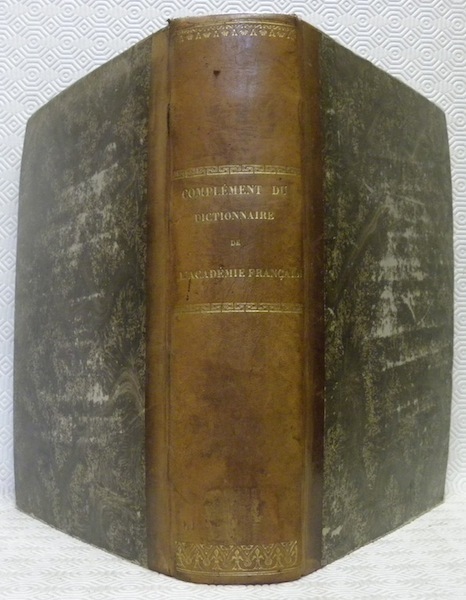 COMPLÉMENT DU
DICTIONNAIRE
DE
L'ACADÉMIE FRANÇAISE